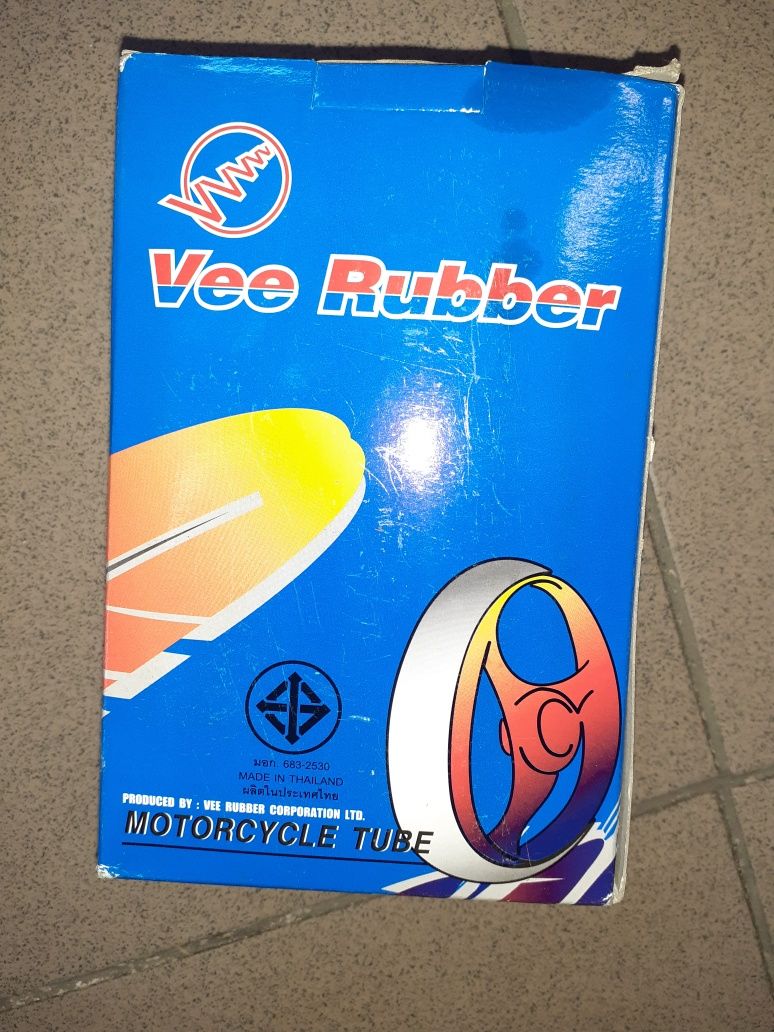 Vee Rubber
มอก. 683-2530
MADE IN THAILAND
ผลิตในประเทศไทย
PRODUCED BY : VEE RUBBER CORPORATION LTD.
MOTORCYCLE TUBE